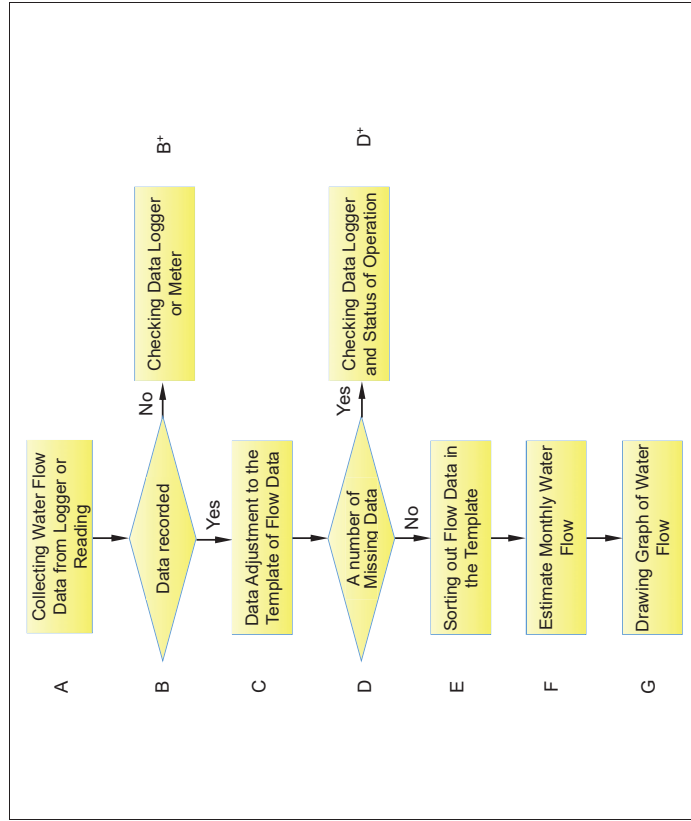 A
Collecting Water Flow
Data from Logger or
Reading
B
Data recorded
No
Checking Data Logger
or Meter
B+
Yes
C
Data Adjustment to the
Template of Flow Data
D
A number of
Missing Data
Yes
Checking Data Logger
and Status of Operation
D+
No
E
Sorting out Flow Data in
the Template
F
Estimate Monthly Water
Flow
G
Drawing Graph of Water
Flow